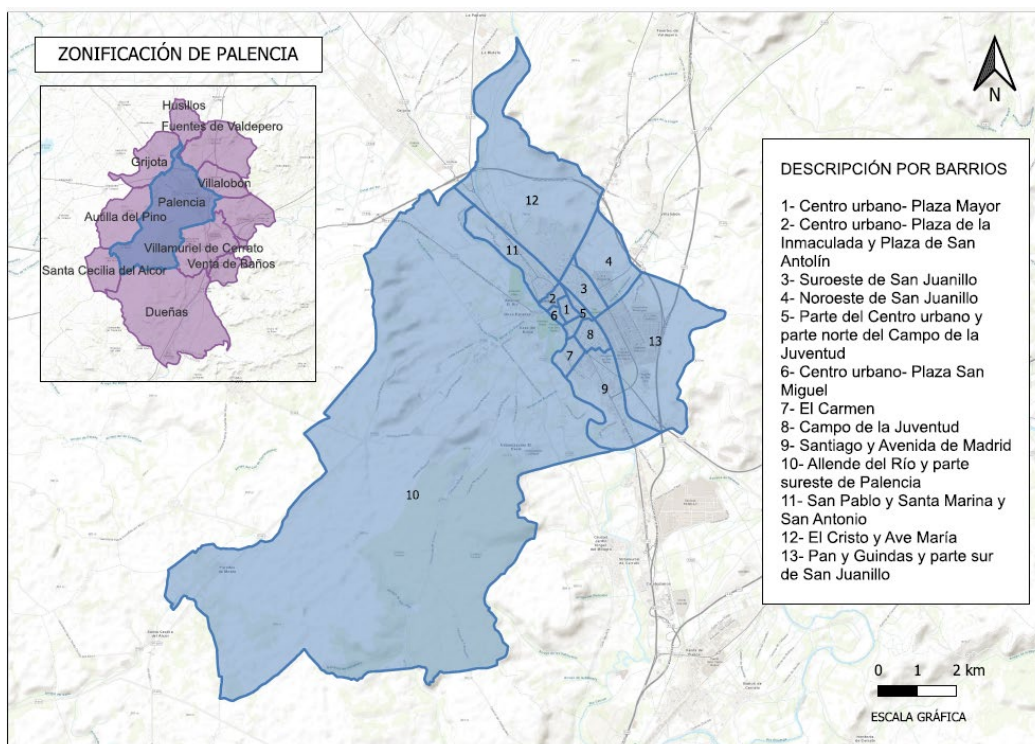 ZONIFICACIÓN DE PALENCIA
Husillos
Fuentes de Valdepero
Grijota
Villalobón
Palencia
Autilla del Pino
Villamuriel de Cerrato
Santa Cecilia del Alcor
Venta de Baños
Dueñas
N
12
11
4
3
2
1
6
5
8
13
7
9
10
DESCRIPCIÓN POR BARRIOS
1- Centro urbano- Plaza Mayor
2- Centro urbano- Plaza de la
Inmaculada y Plaza de San
Antolín
3- Suroeste de San Juanillo
4- Noroeste de San Juanillo
5- Parte del Centro urbano y
parte norte del Campo de la
Juventud
6- Centro urbano- Plaza San
Miguel
7- El Carmen
8- Campo de la Juventud
9- Santiago y Avenida de Madrid
10- Allende del Río y parte
sureste de Palencia
11- San Pablo y Santa Marina y
San Antonio
12- El Cristo y Ave María
13- Pan y Guindas y parte sur
de San Juanillo
0 1 2 km
ESCALA GRÁFICA